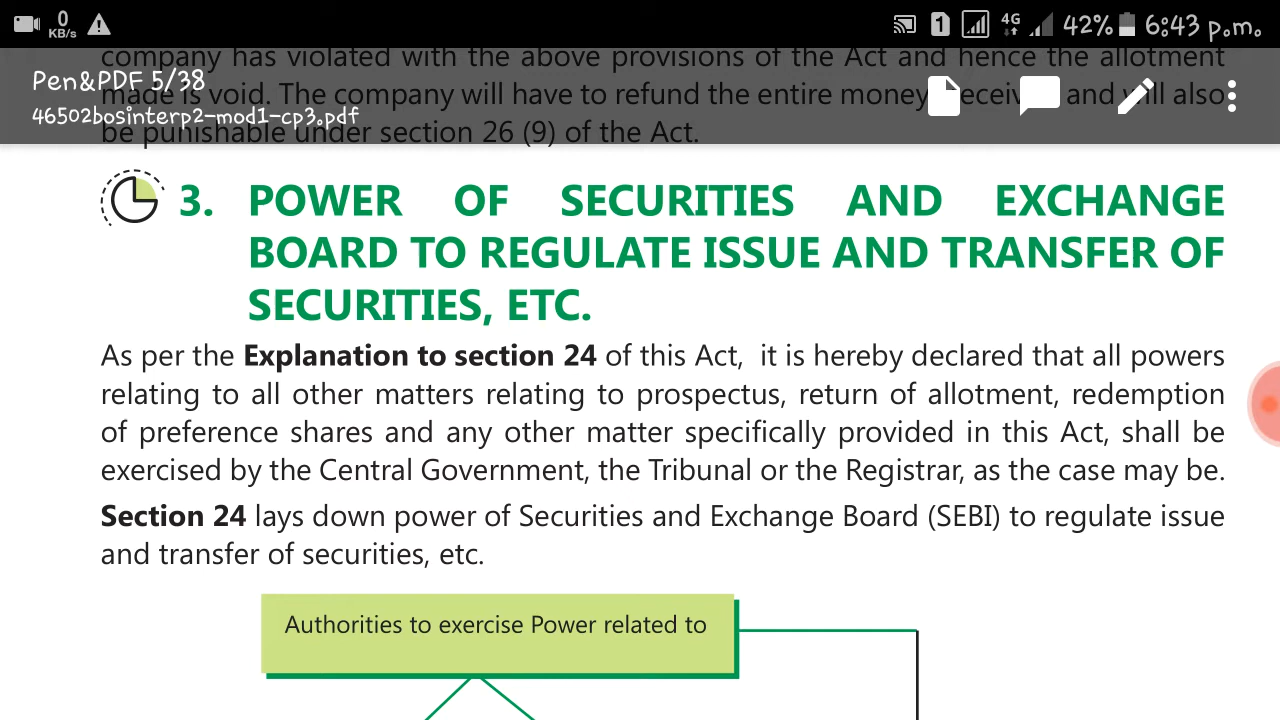 0 KB/s 1 4G 42% 6:43 p.m.
company has violated with the above provisions of the Act and hence the allotment
Pen&PDF 5/38
made is void. The company will have to refund the entire money receiv and will also
46502bosinterp2-mod1-cp3.pdf
be punishable under section 26 (9) of the Act.
3. POWER OF SECURITIES AND EXCHANGE
BOARD TO REGULATE ISSUE AND TRANSFER OF
SECURITIES, ETC.
As per the Explanation to section 24 of this Act, it is hereby declared that all powers
relating to all other matters relating to prospectus, return of allotment, redemption
of preference shares and any other matter specifically provided in this Act, shall be
exercised by the Central Government, the Tribunal or the Registrar, as the case may be.
Section 24 lays down power of Securities and Exchange Board (SEBI) to regulate issue
and transfer of securities, etc.
Authorities to exercise Power related to